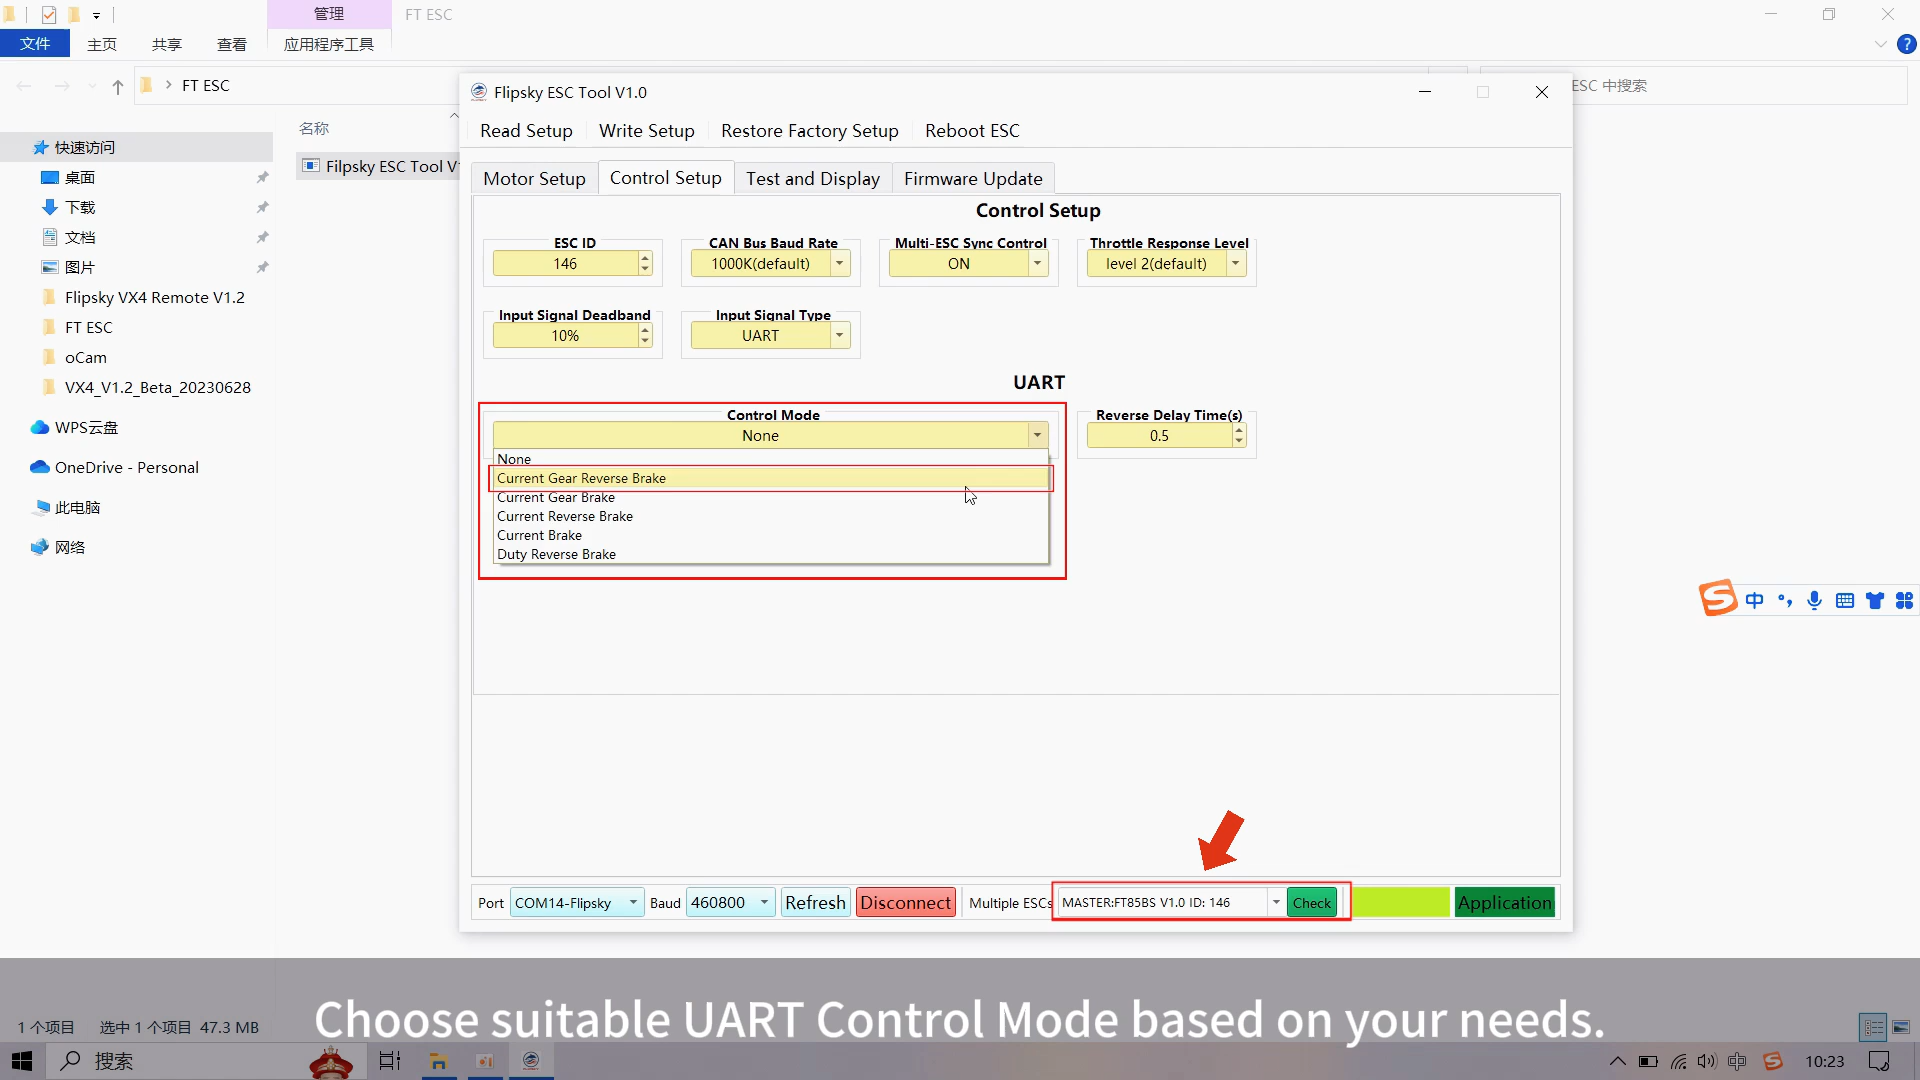 管理
FT ESC
文件
主页
共享
查看
应用程序工具
FT ESC
ESC 中搜索
名称
Filpsky ESC Tool V
快速访问
桌面
下载
文档
图片
Flipsky VX4 Remote V1.2
FT ESC
oCam
VX4_V1.2_Beta_20230628
WPS云盘
OneDrive - Personal
此电脑
网络
Flipsky ESC Tool V1.0
Read Setup
Write Setup
Restore Factory Setup
Reboot ESC
Motor Setup
Control Setup
Test and Display
Firmware Update
Control Setup
ESC ID
146
CAN Bus Baud Rate
1000K(default)
Multi-ESC Sync Control
ON
Throttle Response Level
level 2(default)
Input Signal Deadband
10%
Input Signal Type
UART
UART
Control Mode
None
Reverse Delay Time(s)
0.5
None
Current Gear Reverse Brake
Current Gear Brake
Current Reverse Brake
Current Brake
Duty Reverse Brake
中
Port
COM14-Flipsky
Baud
460800
Refresh
Disconnect
Multiple ESCs
MASTER:FT85BS V1.0 ID: 146
Check
Application
Choose suitable UART Control Mode based on your needs.
1 个项目
选中 1 个项目
47.3 MB
搜索
中
10:23